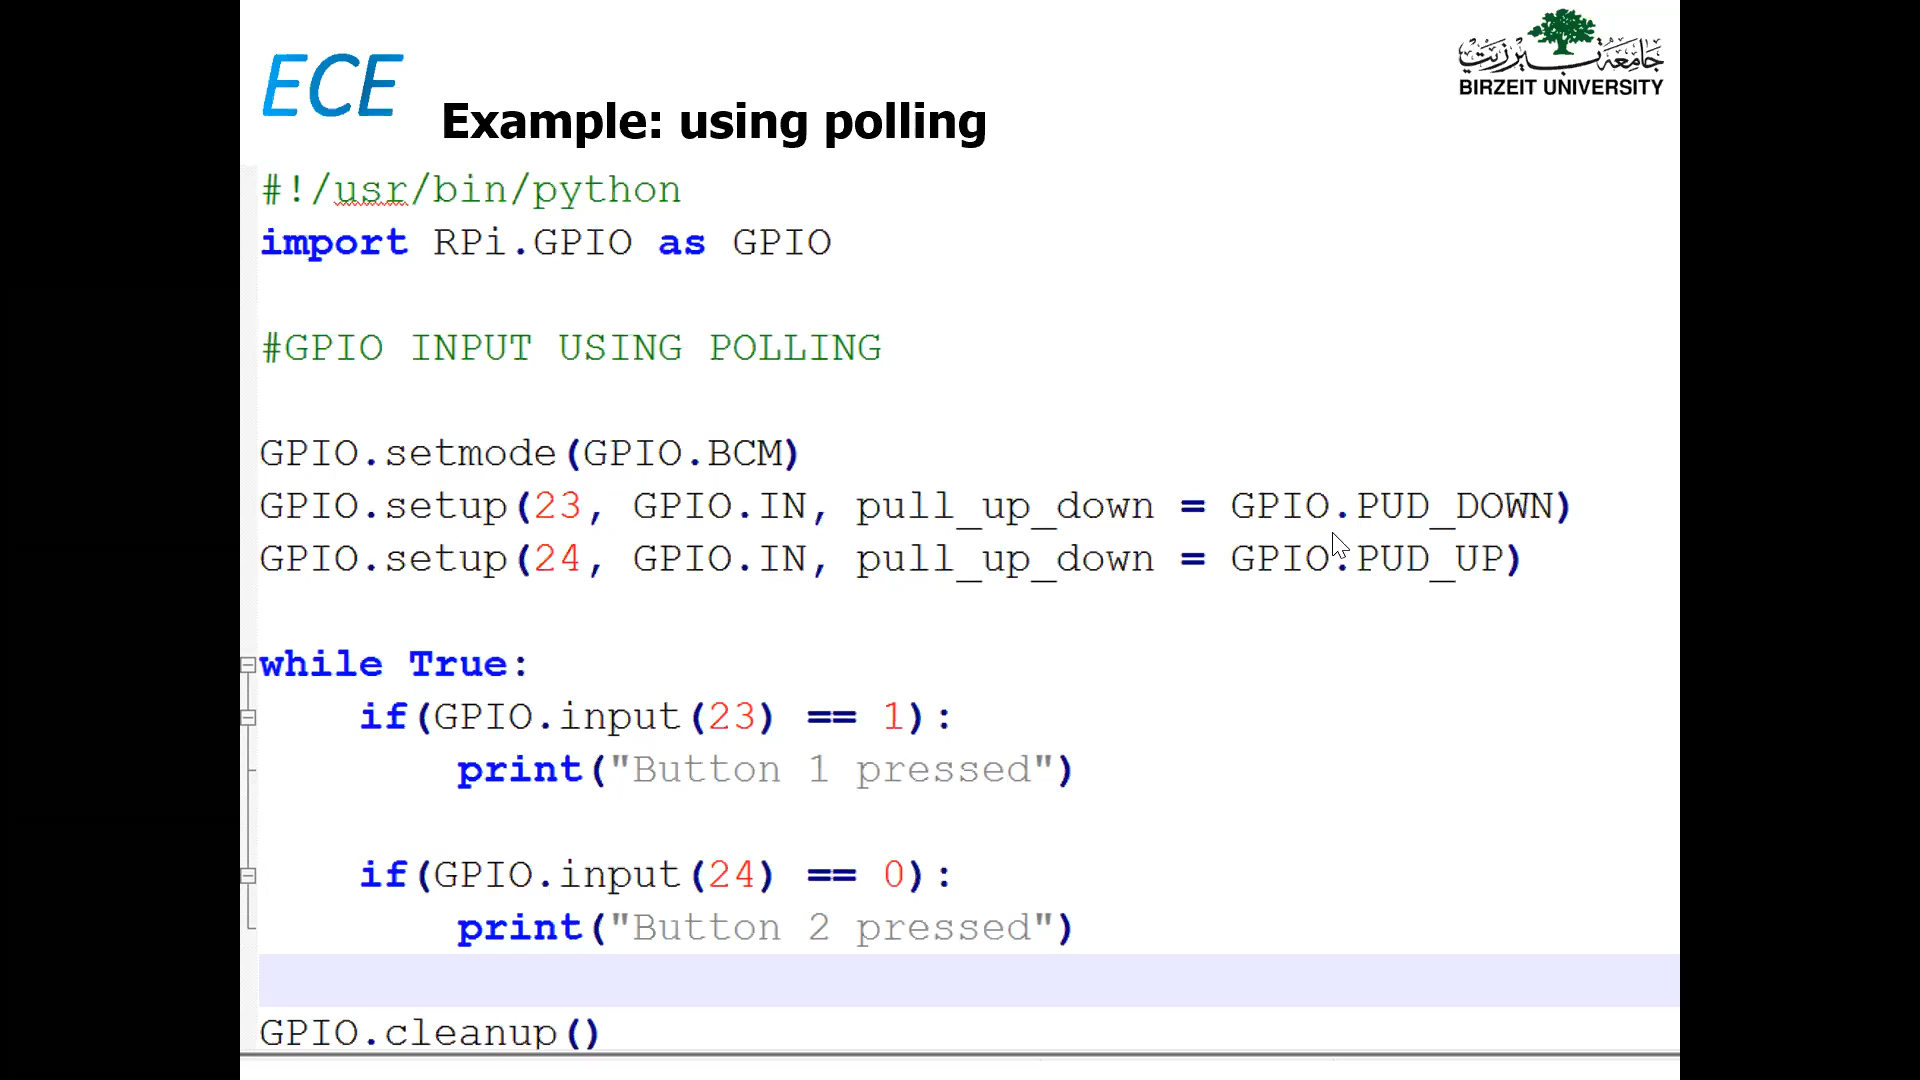 ECE
جامعة بيرزيت
BIRZEIT UNIVERSITY
Example: using polling
#!/usr/bin/python
import RPi.GPIO as GPIO
#GPIO INPUT USING POLLING
GPIO.setmode(GPIO.BCM)
GPIO.setup(23, GPIO.IN, pull_up_down = GPIO.PUD_DOWN)
GPIO.setup(24, GPIO.IN, pull_up_down = GPIO.PUD_UP)
while True:
    if(GPIO.input(23) == 1):
        print("Button 1 pressed")
    if(GPIO.input(24) == 0):
        print("Button 2 pressed")
GPIO.cleanup()